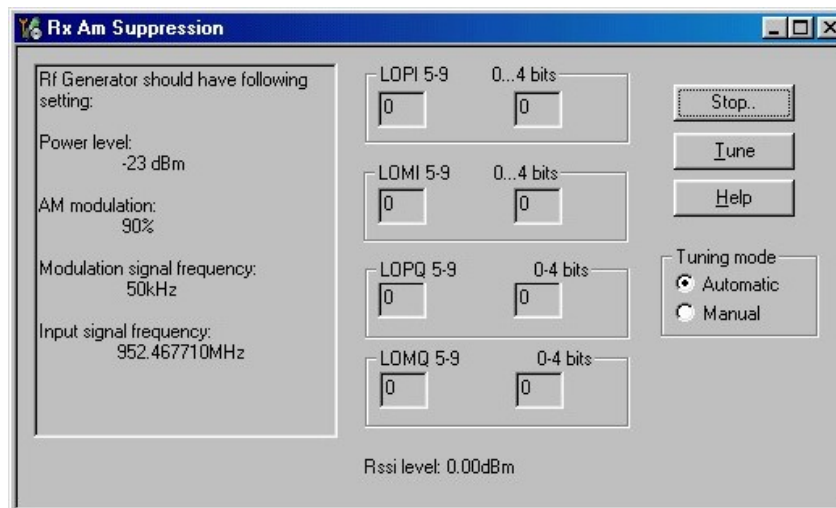 Rx Am Suppression
Rf Generator should have following
setting:
Power level:
-23 dBm
AM modulation:
90%
Modulation signal frequency:
50kHz
Input signal frequency:
952.467710MHz
LOPI 5-9 0...4 bits
0 0
LOMI 5-9 0...4 bits
0 0
LOPQ 5-9 0-4 bits
0 0
LOMQ 5-9 0-4 bits
0 0
Rssi level: 0.00dBm
Stop..
Tune
Help
Tuning mode
Automatic
Manual